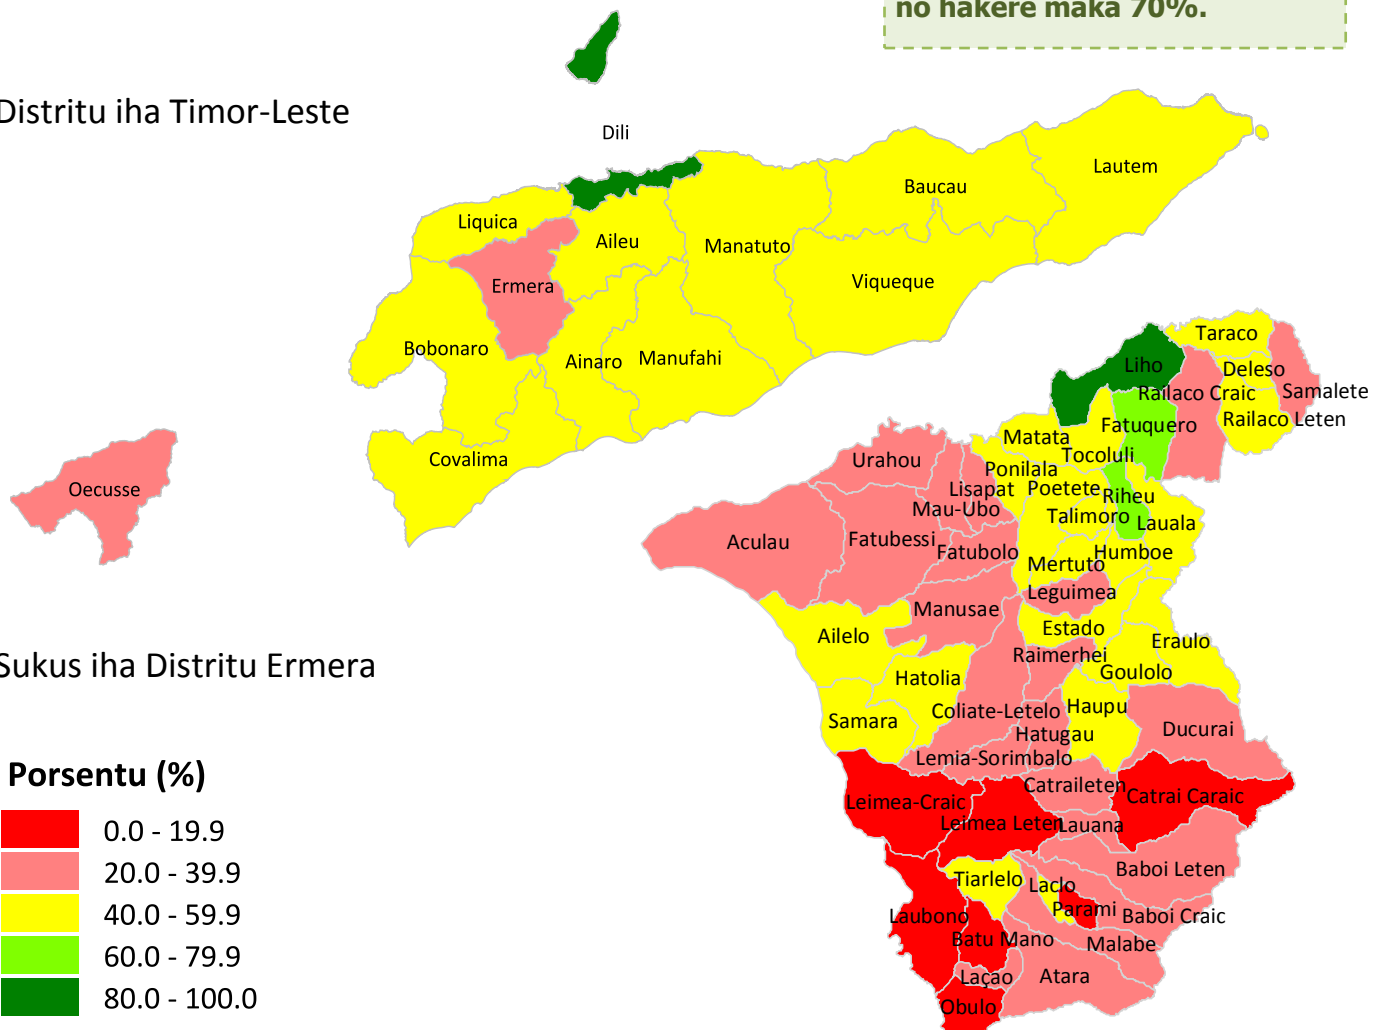 no hakerе maka 70%.
Distritu iha Timor-Leste
Dili
Lautem
Baucau
Liquica
Aileu
Manatuto
Viqueque
Ermera
Bobonaro
Ainaro
Manufahi
Covalima
Oecusse
Taraco
Liho
Deleso
Railaco Craic
Samalete
Railaco Leten
Fatuquero
Matata
Tocoluli
Urahou
Ponilala
Lisapat
Poetete
Riheu
Mau-Ubo
Talimoro
Lauala
Aculau
Fatubessi
Fatubolo
Humboe
Mertuto
Leguimea
Manusae
Ailelo
Estado
Eraulo
Raimerhei
Goulolo
Sukus iha Distritu Ermera
Hatolia
Haupu
Coliate-Letelo
Samara
Hatugau
Ducurai
Lemia-Sorimbalo
Catraileten
Catrai Caraic
Leimea-Craic
Leimea Leten
Lauana
Baboi Leten
Tiarlelo
Laclo
Parami
Baboi Craic
Laubono
Batu Mano
Malabe
Laçao
Atara
Obulo
Porsentu (%)
0.0 - 19.9
20.0 - 39.9
40.0 - 59.9
60.0 - 79.9
80.0 - 100.0